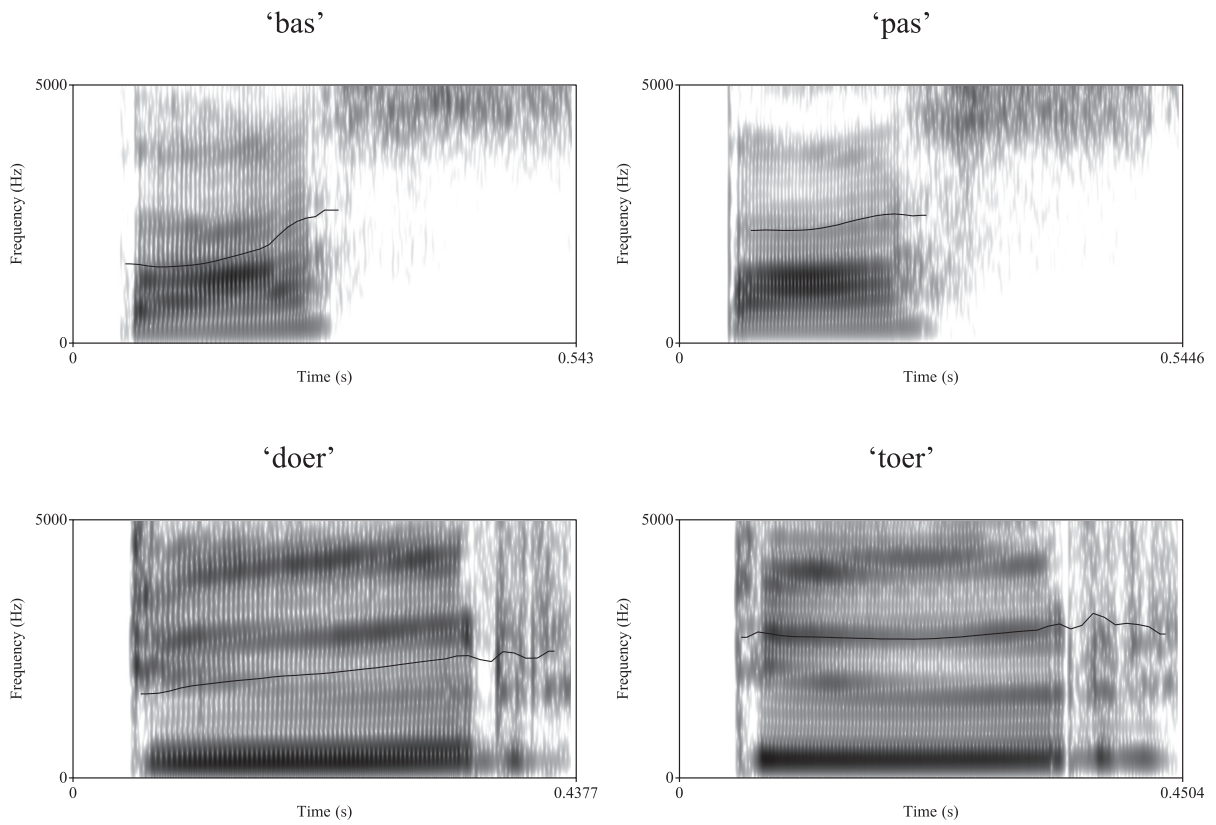 ‘bas’
5000
Frequency (Hz)
0
0
0.543
Time (s)
‘pas’
5000
Frequency (Hz)
0
0
0.5446
Time (s)
‘doer’
5000
Frequency (Hz)
0
0
0.4377
Time (s)
‘toer’
5000
Frequency (Hz)
0
0
0.4504
Time (s)